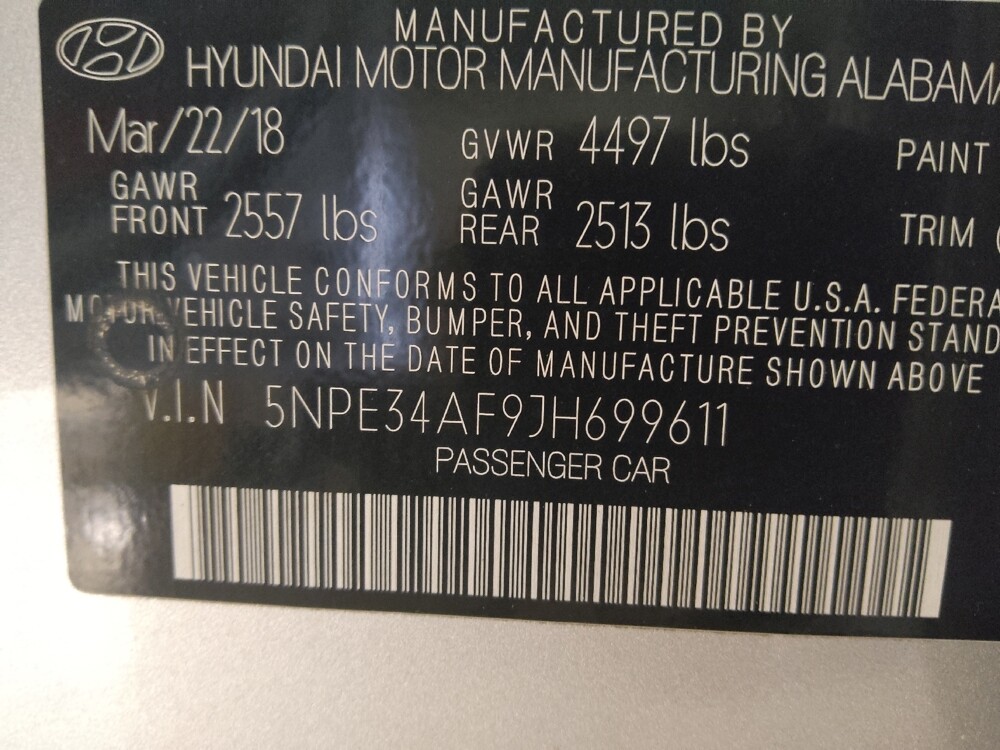 MANUFACTURED BY
HYUNDAI MOTOR MANUFACTURING ALABAMA
Mar/22/18 GVWR 4497 lbs PAINT
GAWR FRONT 2557 lbs GAWR REAR 2513 lbs TRIM
THIS VEHICLE CONFORMS TO ALL APPLICABLE U.S.A. FEDERA
MOTOR VEHICLE SAFETY, BUMPER, AND THEFT PREVENTION STAND
IN EFFECT ON THE DATE OF MANUFACTURE SHOWN ABOVE
V.I.N 5NPE34AF9JH699611
PASSENGER CAR